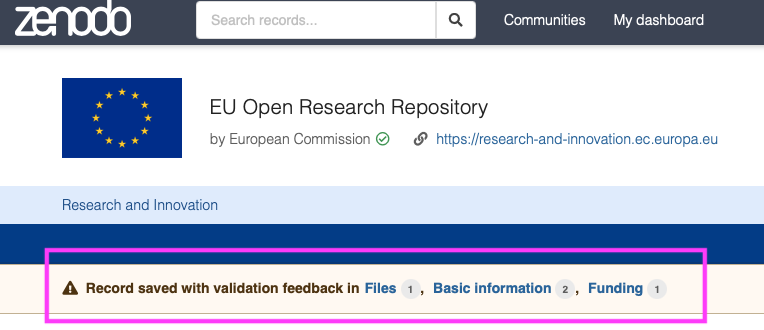 zenodo
Search records...
Communities
My dashboard
EU Open Research Repository
by European Commission
https://research-and-innovation.ec.europa.eu
Research and Innovation
Record saved with validation feedback in Files 1, Basic information 2, Funding 1